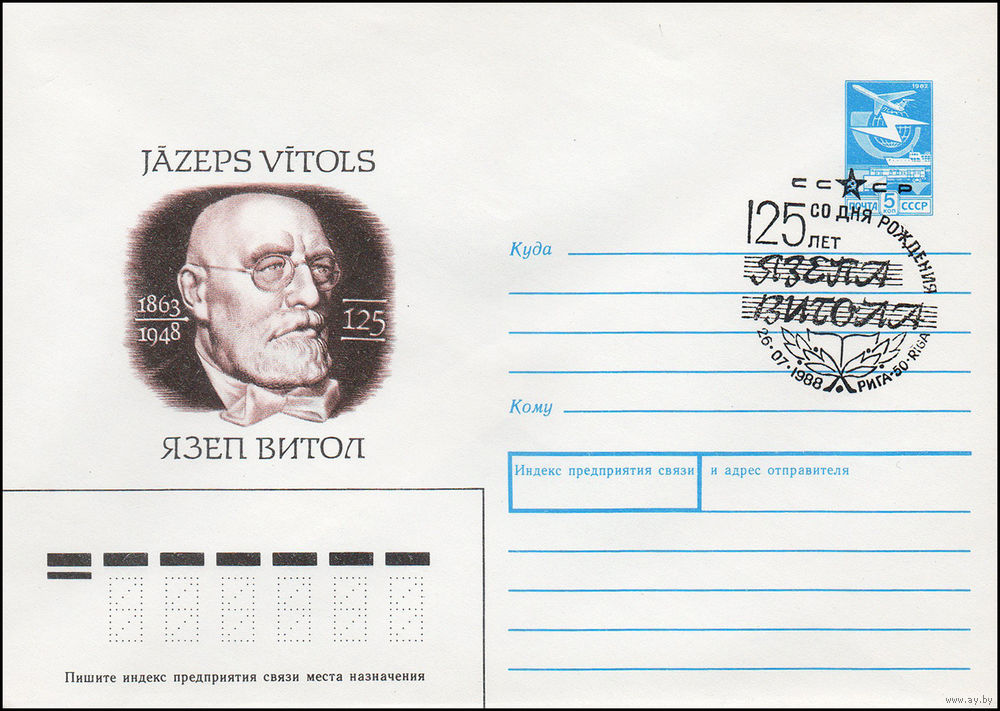 JĀZEPS VĪTOLS
1863
1948
125
ЯЗЕП ВИТОЛ
1982
ПОЧТА 5 КОП СССР
СССР
125 ЛЕТ
СО ДНЯ РОЖДЕНИЯ
ЯЗЕПА
ВИТОЛА
26·07·1988
РИГА-50-RĪGA
Куда
Кому
Индекс предприятия связи и адрес отправителя
Пишите индекс предприятия связи места назначения
www.ay.by